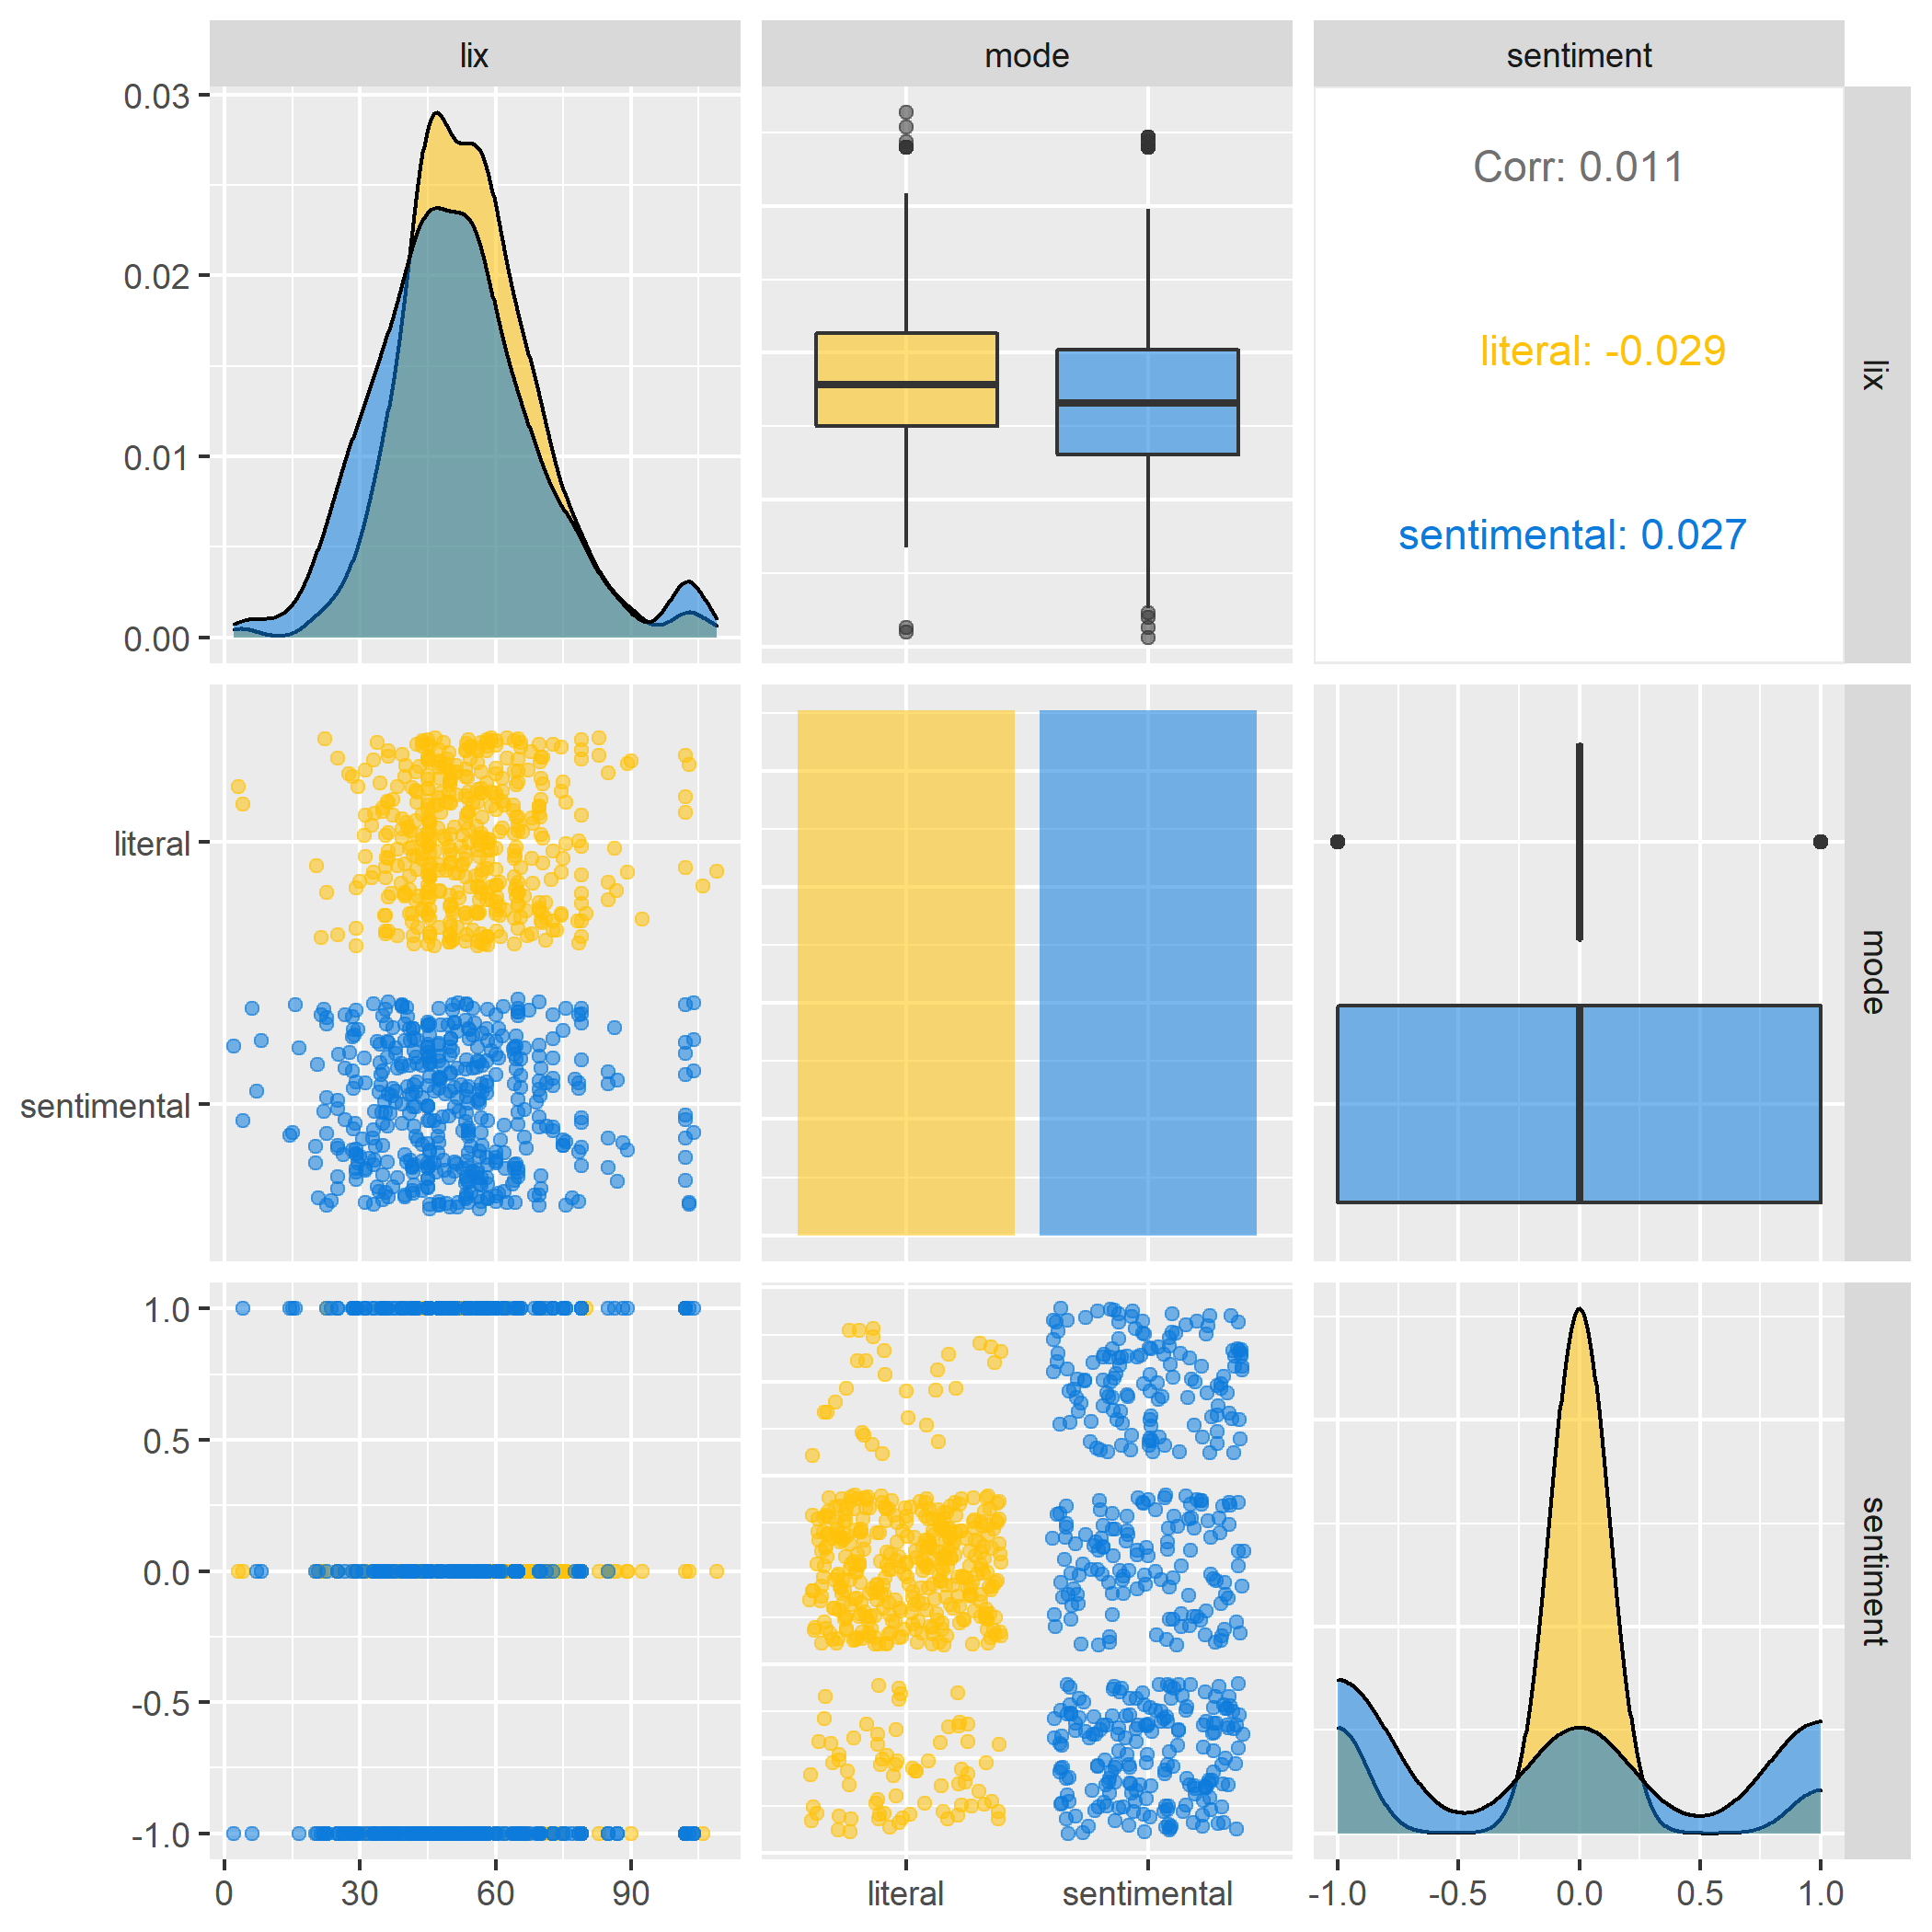 lix mode sentiment
0.03
0.02
0.01
0.00
Corr: 0.011
literal: -0.029
sentimental: 0.027
lix
literal
sentimental
mode
1.0
0.5
0.0
-0.5
-1.0
sentiment
0 30 60 90
literal sentimental
-1.0 -0.5 0.0 0.5 1.0